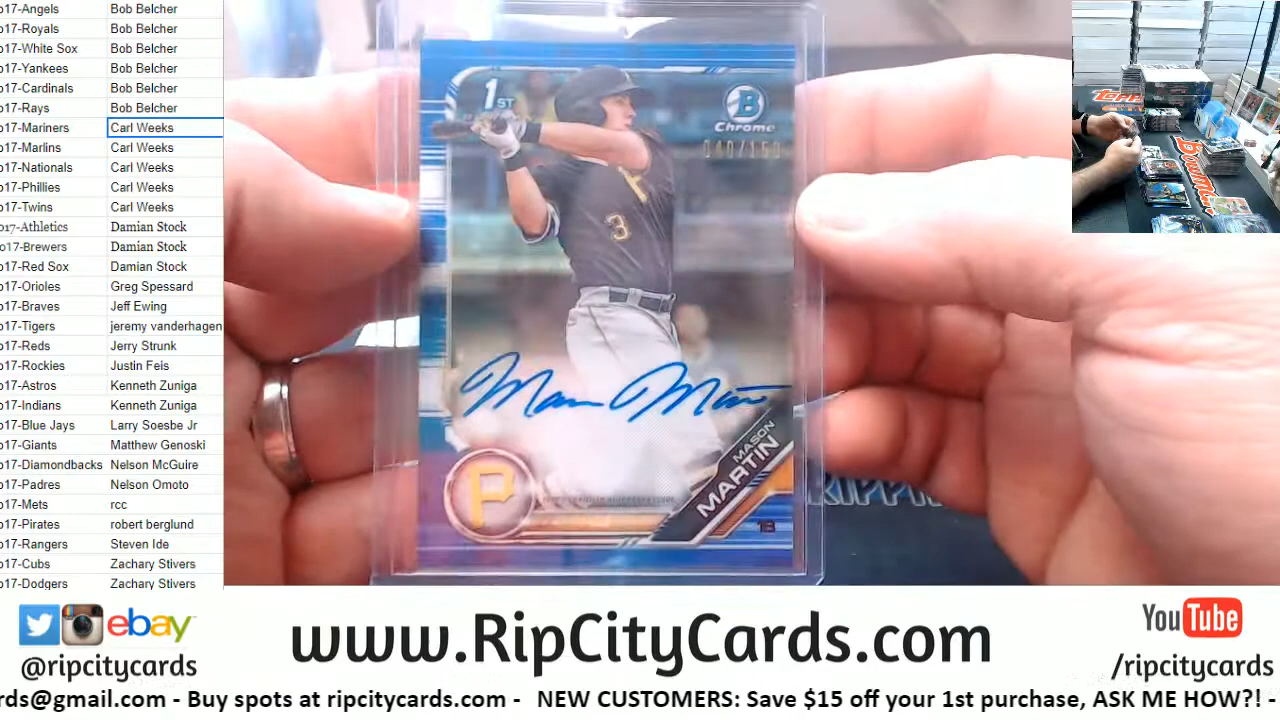 o17-Angels Bob Belcher
o17-Royals Bob Belcher
o17-White Sox Bob Belcher
o17-Yankees Bob Belcher
o17-Cardinals Bob Belcher
o17-Rays Bob Belcher
o17-Mariners Carl Weeks
o17-Marlins Carl Weeks
o17-Nationals Carl Weeks
o17-Phillies Carl Weeks
o17-Twins Carl Weeks
o17-Athletics Damian Stock
o17-Brewers Damian Stock
o17-Red Sox Damian Stock
o17-Orioles Greg Spessard
o17-Braves Jeff Ewing
o17-Tigers jeremy vanderhagen
o17-Reds Jerry Strunk
o17-Rockies Justin Feis
o17-Astros Kenneth Zuniga
o17-Indians Kenneth Zuniga
o17-Blue Jays Larry Soesbe Jr
o17-Giants Matthew Genoski
o17-Diamondbacks Nelson McGuire
o17-Padres Nelson Omoto
o17-Mets rcc
o17-Pirates robert berglund
o17-Rangers Steven Ide
o17-Cubs Zachary Stivers
o17-Dodgers Zachary Stivers
1ST
B
Chrome
040/150
3
P
MASON
MARTIN
1B
TOPPS
BOWMAN
ebay
@ripcitycards
www.RipCityCards.com
YouTube
/ripcitycards
rds@gmail.com - Buy spots at ripcitycards.com - NEW CUSTOMERS: Save $15 off your 1st purchase, ASK ME HOW?! -